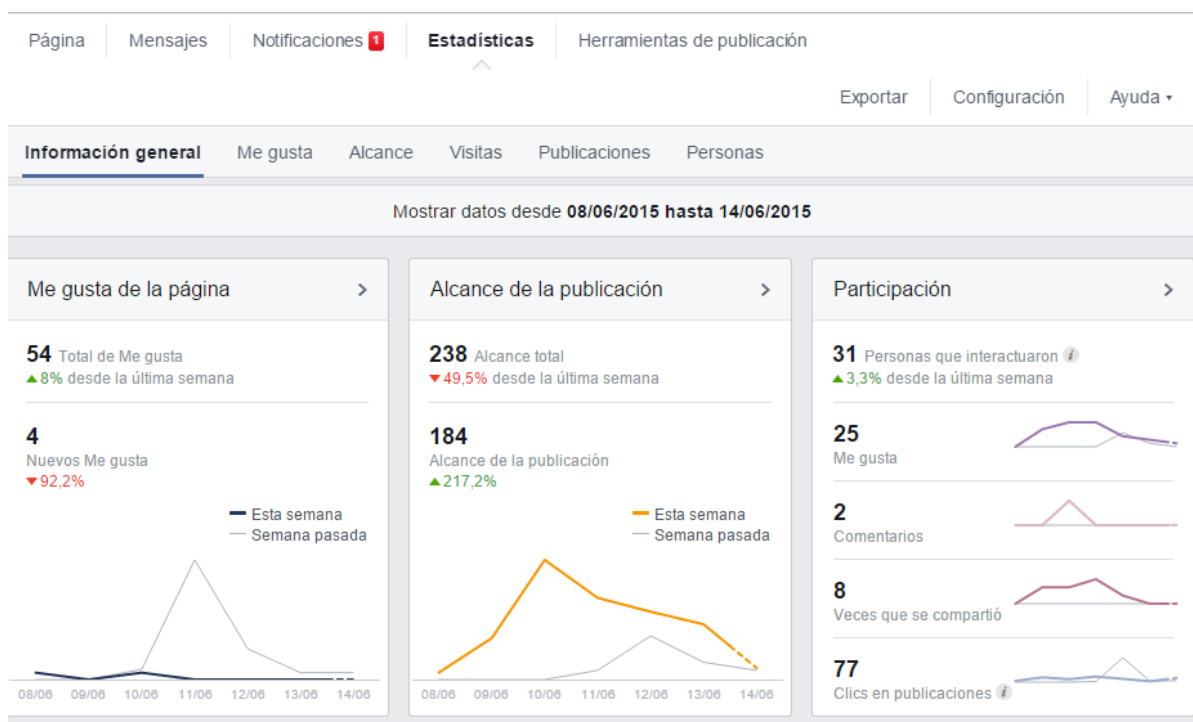 Página Mensajes Notificaciones 1 Estadísticas Herramientas de publicación
Exportar Configuración Ayuda
Información general Me gusta Alcance Visitas Publicaciones Personas
Mostrar datos desde 08/06/2015 hasta 14/06/2015
Me gusta de la página
54 Total de Me gusta
8% desde la última semana
4
Nuevos Me gusta
92,2%
Esta semana
Semana pasada
08/06 09/06 10/06 11/06 12/06 13/06 14/06
Alcance de la publicación
238 Alcance total
49,5% desde la última semana
184
Alcance de la publicación
217,2%
Esta semana
Semana pasada
08/06 09/06 10/06 11/06 12/06 13/06 14/06
Participación
31 Personas que interactuaron i
3,3% desde la última semana
25
Me gusta
2
Comentarios
8
Veces que se compartió
77
Clics en publicaciones i